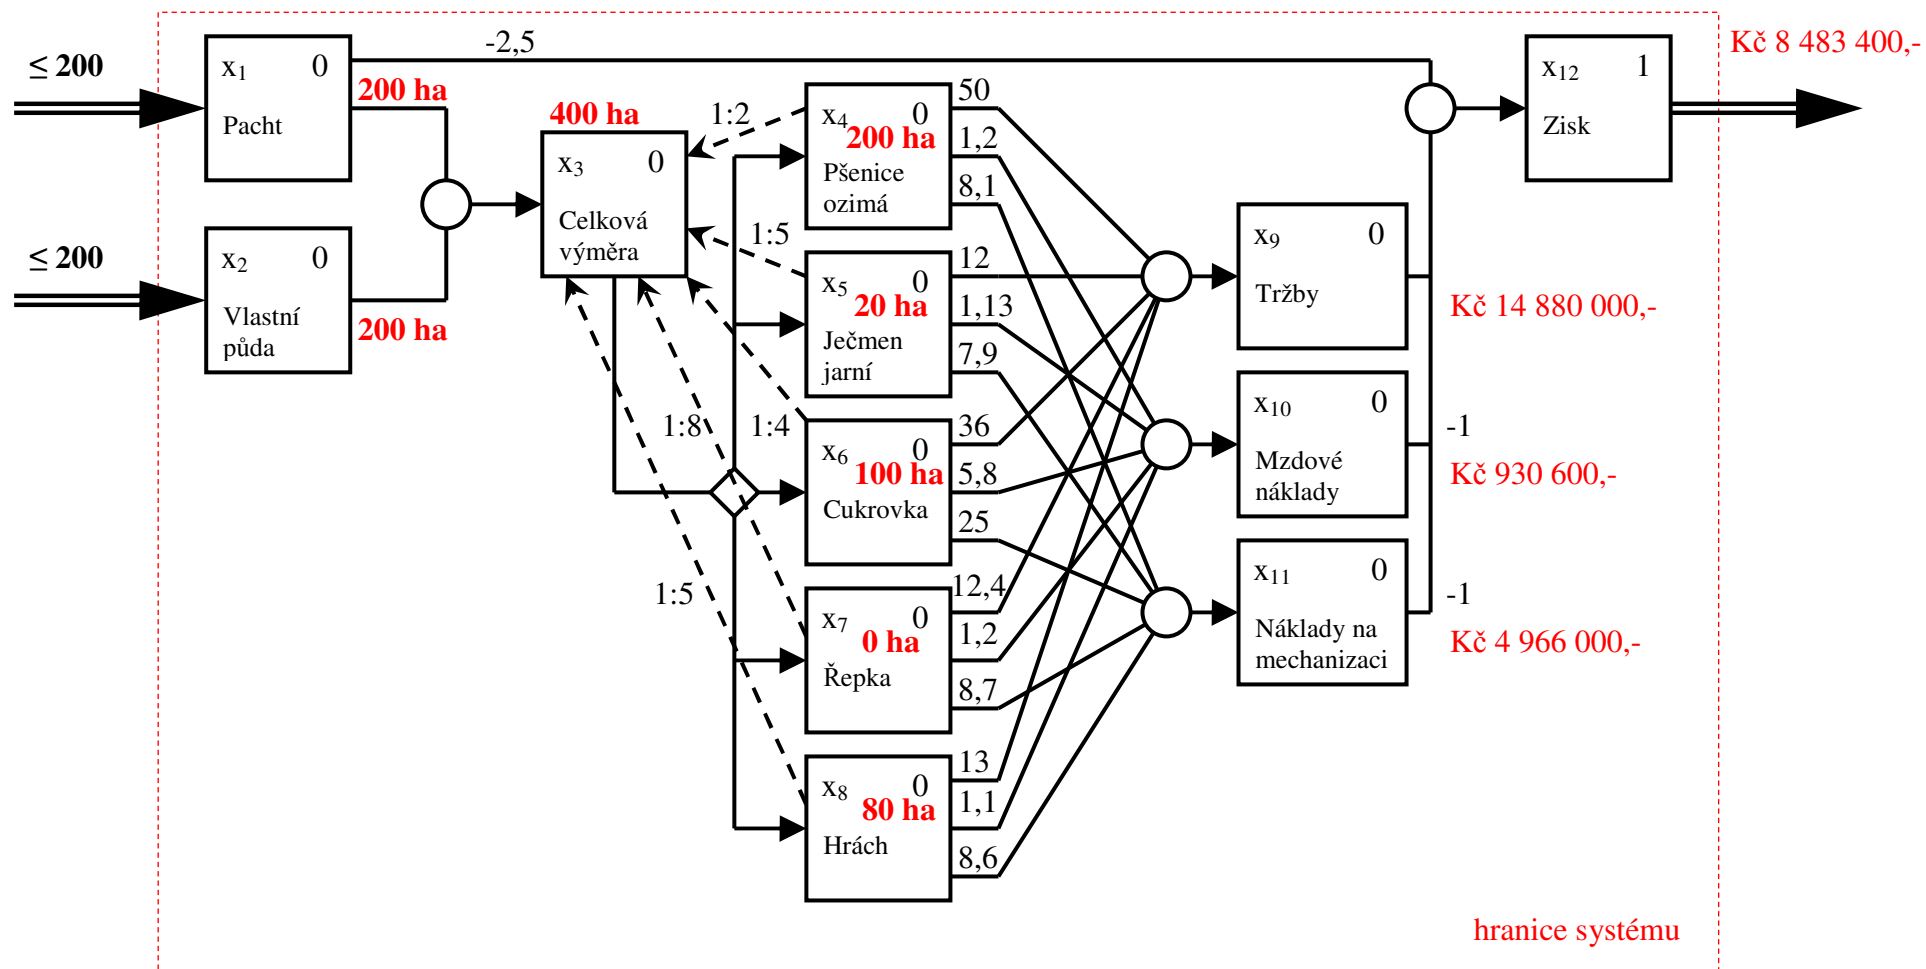 ≤ 200
x1 0
Pacht
200 ha
-2,5
≤ 200
x2 0
Vlastní
půda
200 ha
400 ha
x3 0
Celková
výměra
1:2
1:5
1:8
1:4
1:5
x4 0
200 ha
Pšenice
ozimá
50
1,2
8,1
x5 0
20 ha
Ječmen
jarní
12
1,13
7,9
x6 0
100 ha
Cukrovka
36
5,8
25
x7 0
0 ha
Řepka
12,4
1,2
8,7
x8 0
80 ha
Hrách
13
1,1
8,6
x9 0
Tržby
Kč 14 880 000,-
x10 0
Mzdové
náklady
-1
Kč 930 600,-
x11 0
Náklady na
mechanizaci
-1
Kč 4 966 000,-
x12 1
Zisk
Kč 8 483 400,-
hranice systému